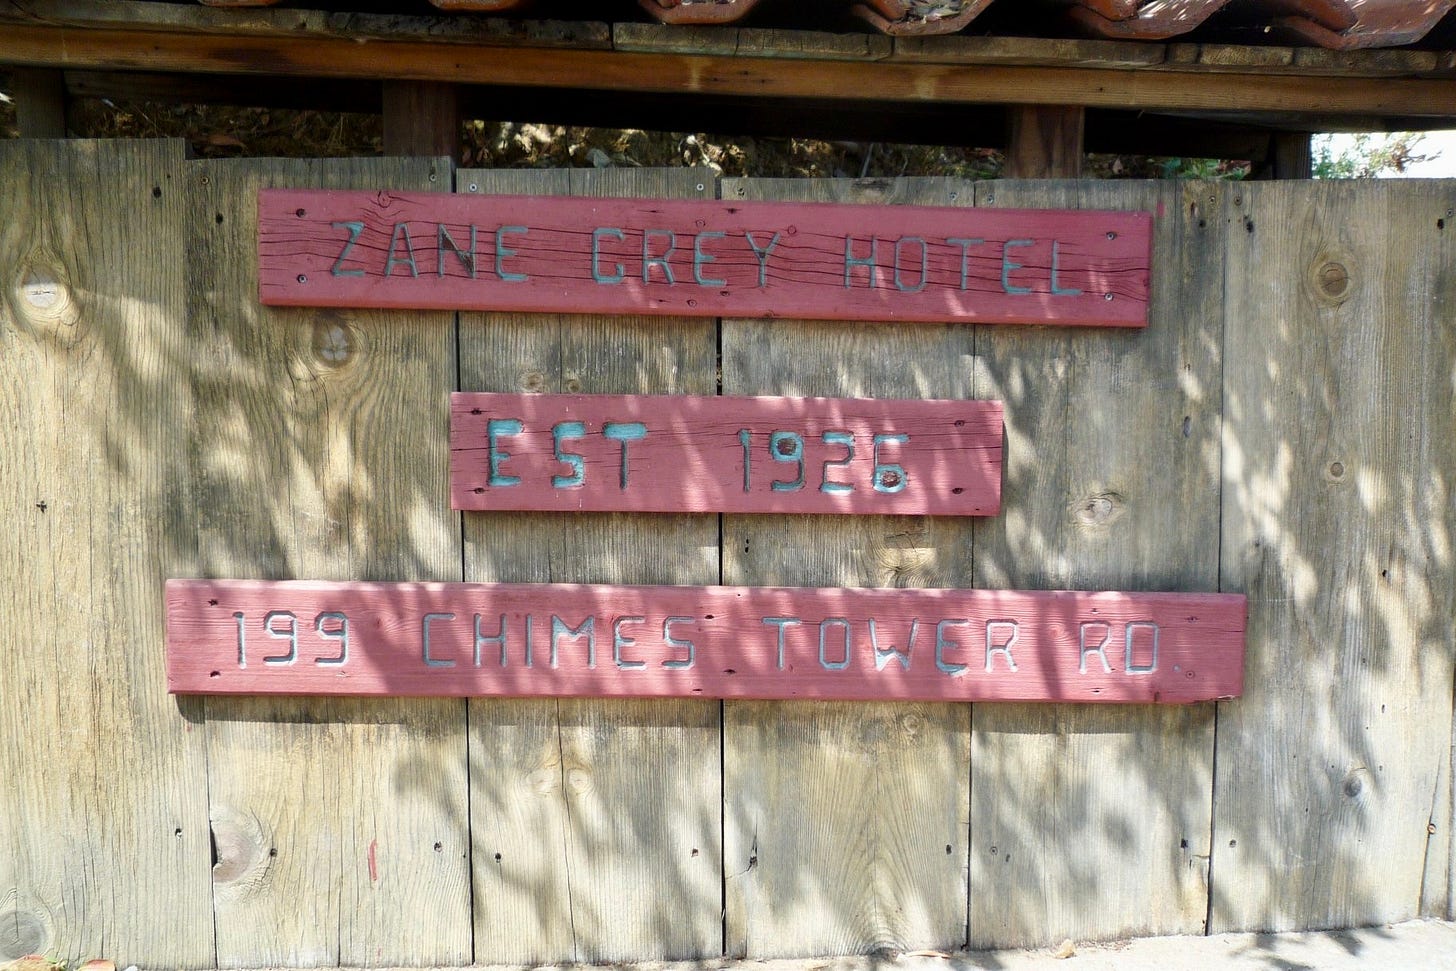 ZANE GREY HOTEL
EST 1926
199 CHIMES TOWER RD.